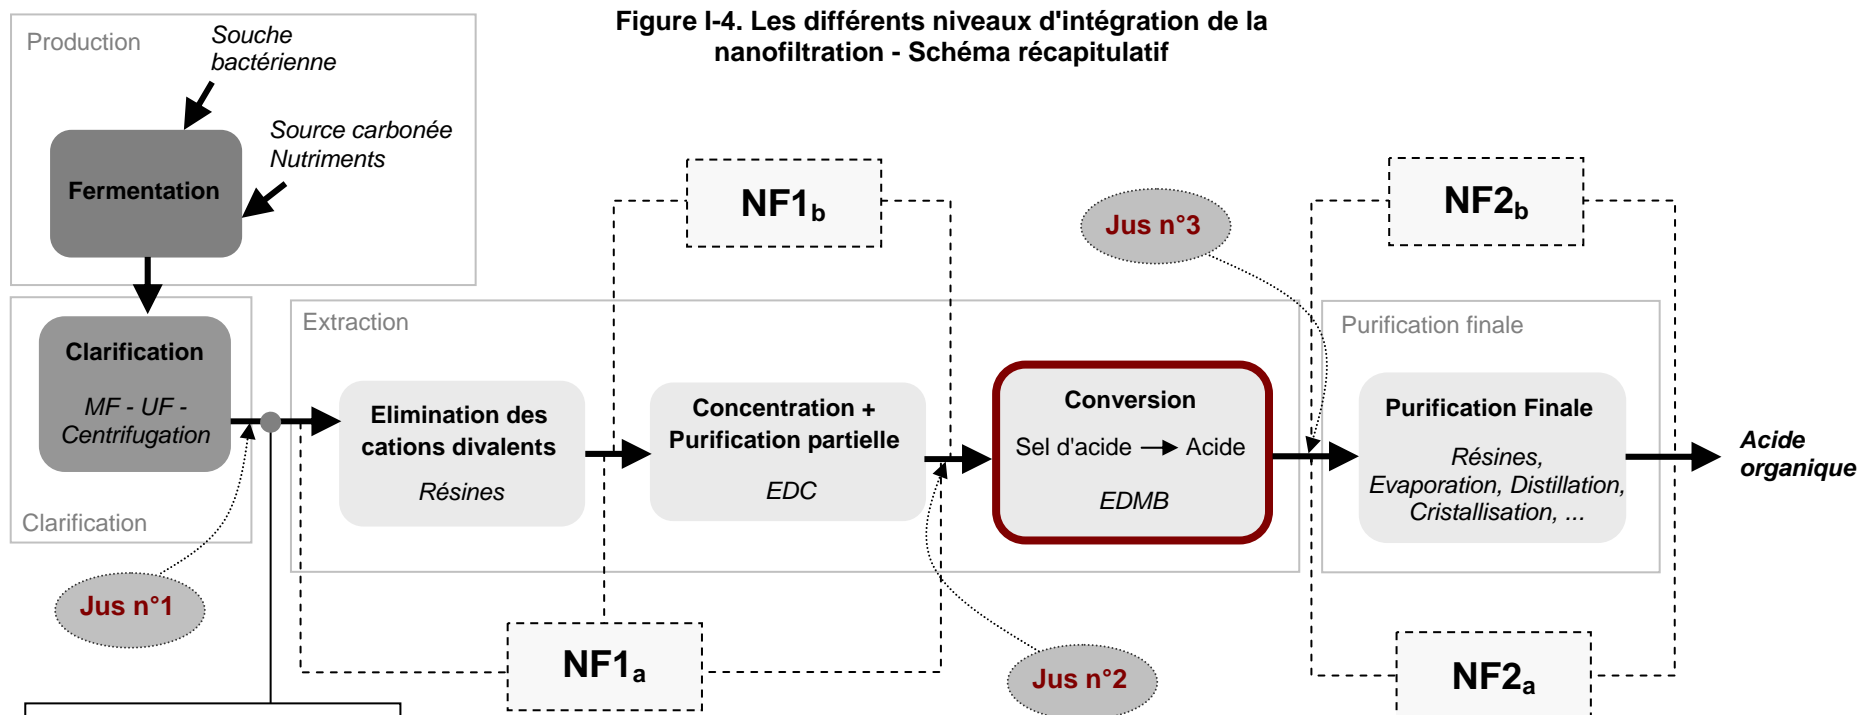 Figure I-4. Les différents niveaux d'intégration de la
nanofiltration - Schéma récapitulatif
Production
Souche
bactérienne
Source carbonée
Nutriments
Fermentation
NF1b
NF2b
Jus n°3
Extraction
Purification finale
Clarification
MF - UF -
Centrifugation
Clarification
Elimination des
cations divalents
Résines
Concentration +
Purification partielle
EDC
Conversion
Sel d'acide → Acide
EDMB
Purification Finale
Résines,
Evaporation, Distillation,
Cristallisation, ...
Acide
organique
Jus n°1
NF1a
Jus n°2
NF2a